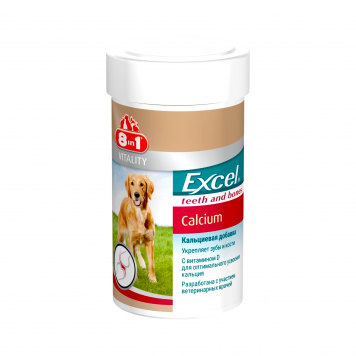 8in1
VITALITY
Excel
teeth and bones
Calcium
Кальциевая добавка
Укрепляет зубы и кости
С витамином D
для оптимального усвоения
кальция
Разработана с участием
ветеринарных врачей